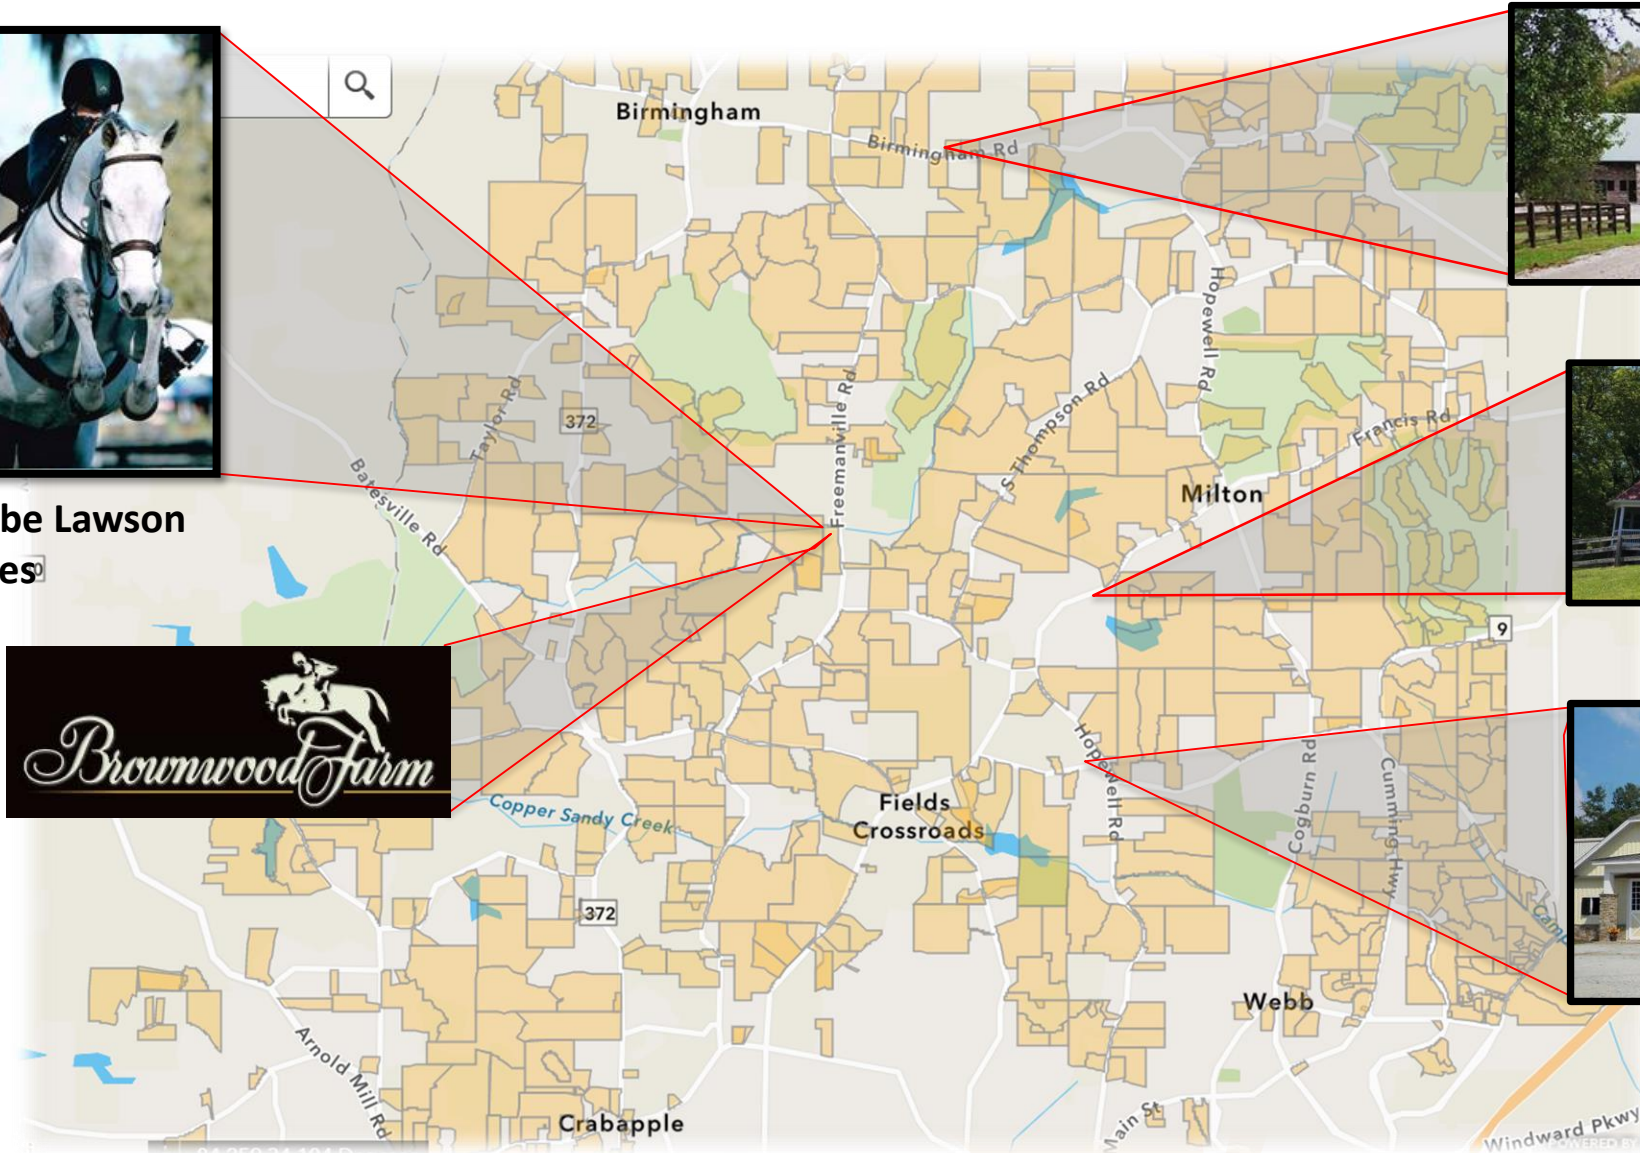 Birmingham
Birmingham Rd
Hopewell Rd
Taylor Rd
372
Freemanville Rd
S Thompson Rd
Francis Rd
Milton
Batesville Rd
be Lawson
es
9
Brownwood Farm
Hopewell Rd
Cogburn Rd
Cumming Hwy
Copper Sandy Creek
Fields
Crossroads
372
Webb
Arnold Mill Rd
Crabapple
Main St
Windward Pkwy
POWERED BY